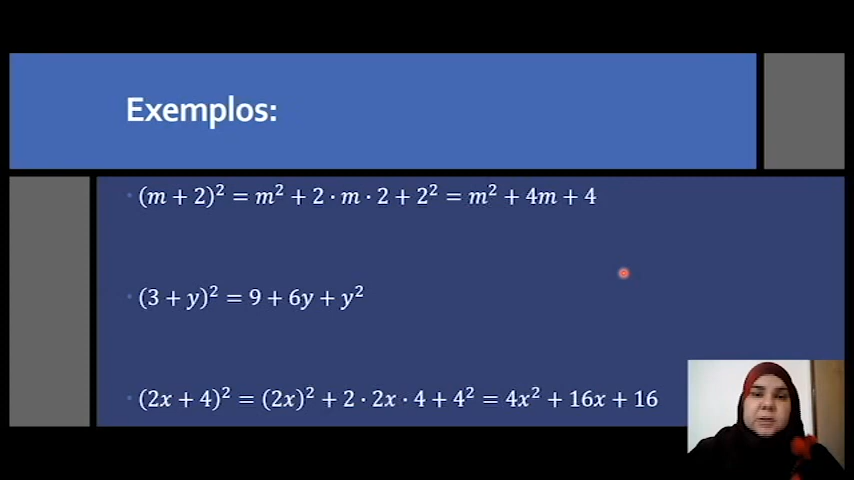 Exemplos:
(m + 2)² = m² + 2 · m · 2 + 2² = m² + 4m + 4
(3 + y)² = 9 + 6y + y²
(2x + 4)² = (2x)² + 2 · 2x · 4 + 4² = 4x² + 16x + 16